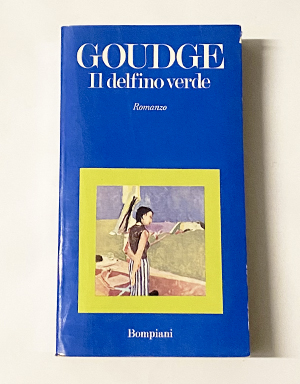 GOUDGE
Il delfino verde
Romanzo
Bompiani